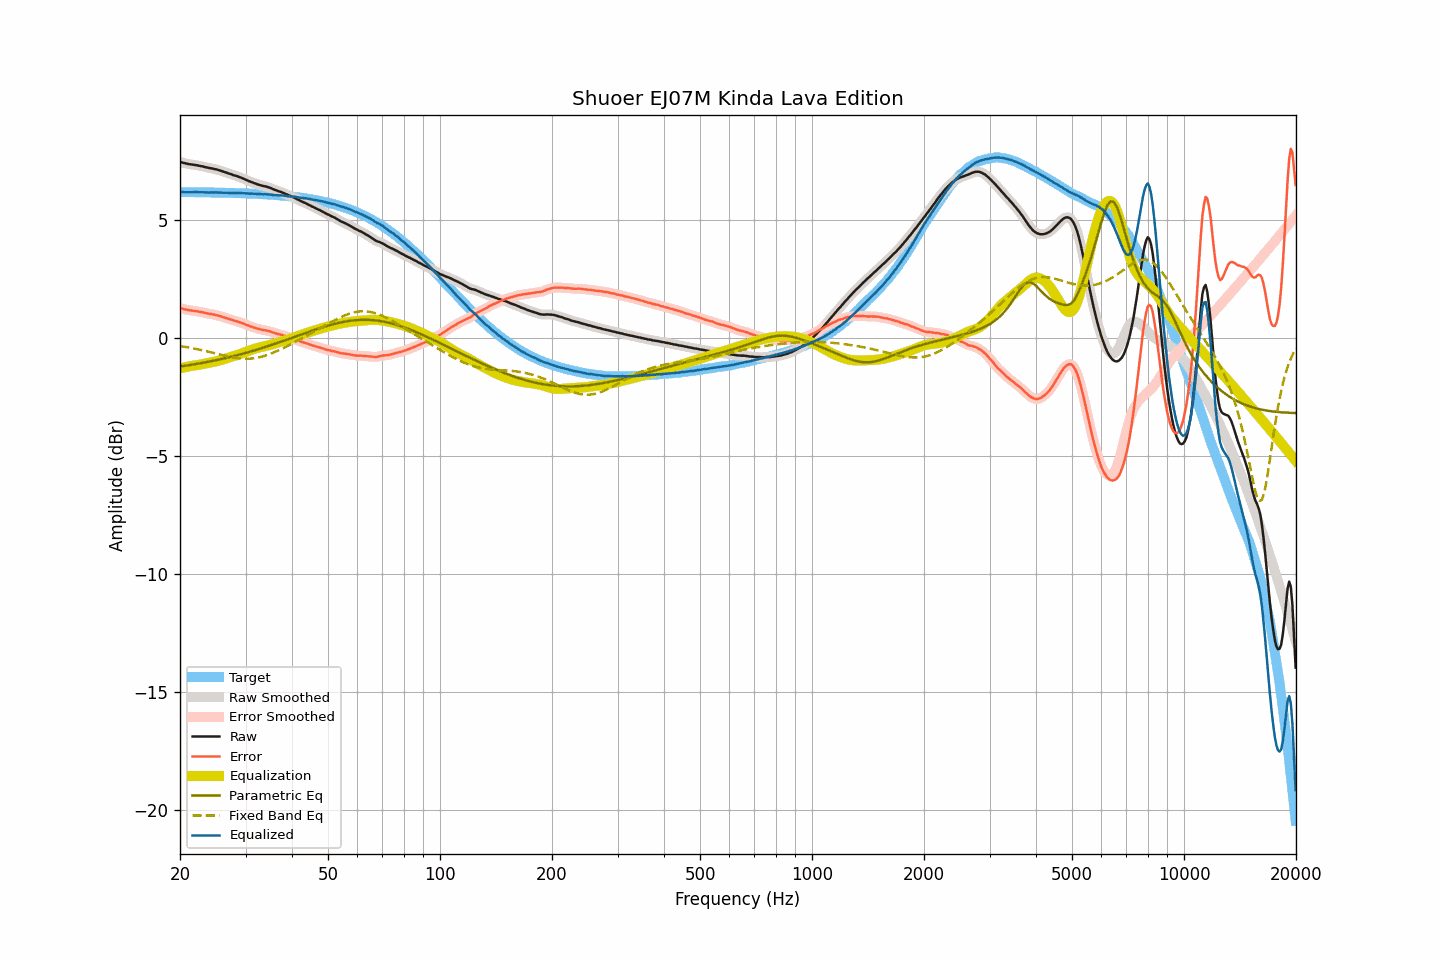 Shuoer EJ07M Kinda Lava Edition
5
0
−5
−10
−15
−20
Amplitude (dBr)
Target
Raw Smoothed
Error Smoothed
Raw
Error
Equalization
Parametric Eq
Fixed Band Eq
Equalized
20 50 100 200 500 1000 2000 5000 10000 20000
Frequency (Hz)